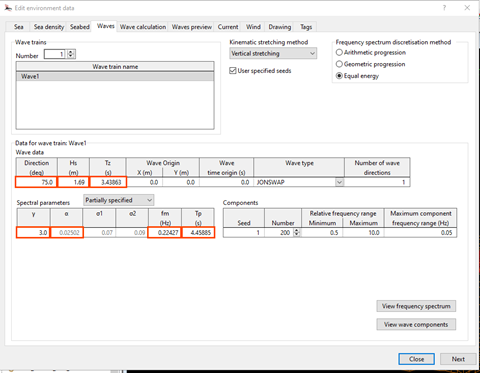 Edit environment data
Sea Sea density Seabed Waves Wave calculation Waves preview Current Wind Drawing Tags
Wave trains
Number 1
Wave train name
Wave1
Kinematic stretching method
Vertical stretching
User specified seeds
Frequency spectrum discretisation method
Arithmetic progression
Geometric progression
Equal energy
Data for wave train: Wave1
Wave data
Direction Hs Tz Wave Origin Wave Wave type Number of wave
(deg) (m) (s) X (m) Y (m) time origin (s) directions
75.0 1.69 3.43863 0.0 0.0 0.0 JONSWAP 1
Spectral parameters Partially specified
γ α σ1 σ2 fm Tp
(Hz) (s)
3.0 0.02502 0.07 0.09 0.22427 4.45885
Components
Relative frequency range Maximum component
Seed Number Minimum Maximum frequency range (Hz)
1 200 0.5 10.0 0.05
View frequency spectrum
View wave components
Close Next